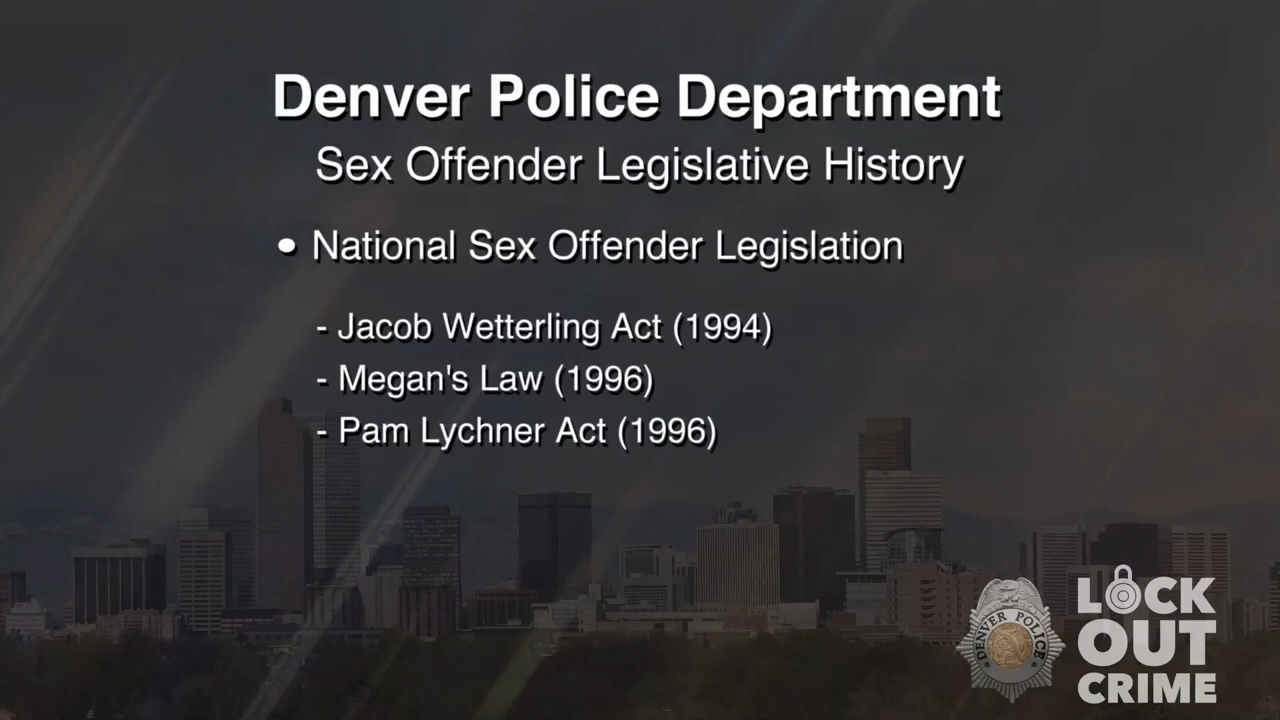 Denver Police Department
Sex Offender Legislative History
• National Sex Offender Legislation
- Jacob Wetterling Act (1994)
- Megan's Law (1996)
- Pam Lychner Act (1996)
DENVER POLICE
LOCK
OUT
CRIME